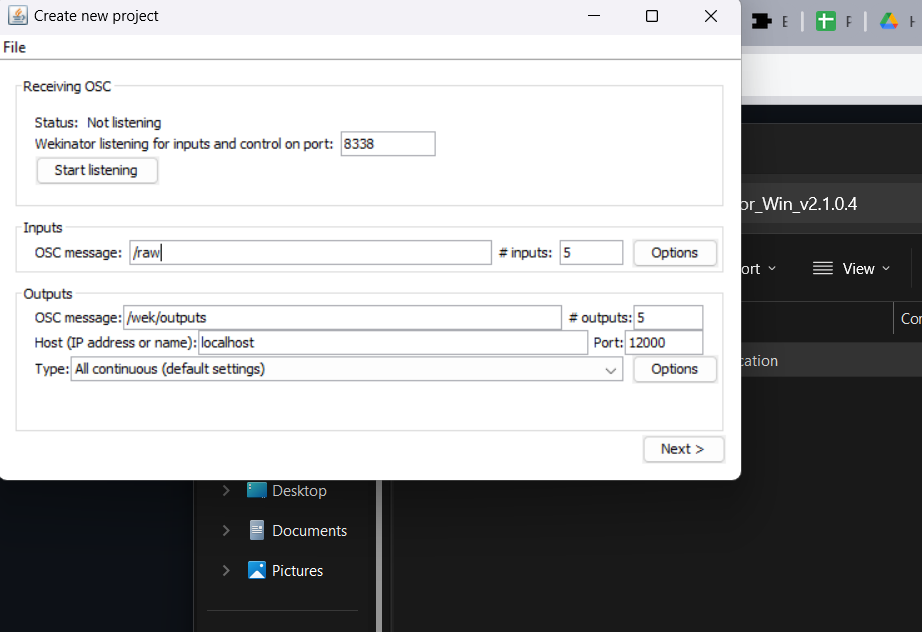 Create new project
E
F
H
File
Receiving OSC
Status: Not listening
Wekinator listening for inputs and control on port: 8338
Start listening
or_Win_v2.1.0.4
Inputs
OSC message: /raw # inputs: 5 Options
ort View
Outputs
OSC message: /wek/outputs # outputs: 5
Host (IP address or name): localhost Port: 12000
Cor
Type: All continuous (default settings) Options
cation
Next >
Desktop
Documents
Pictures